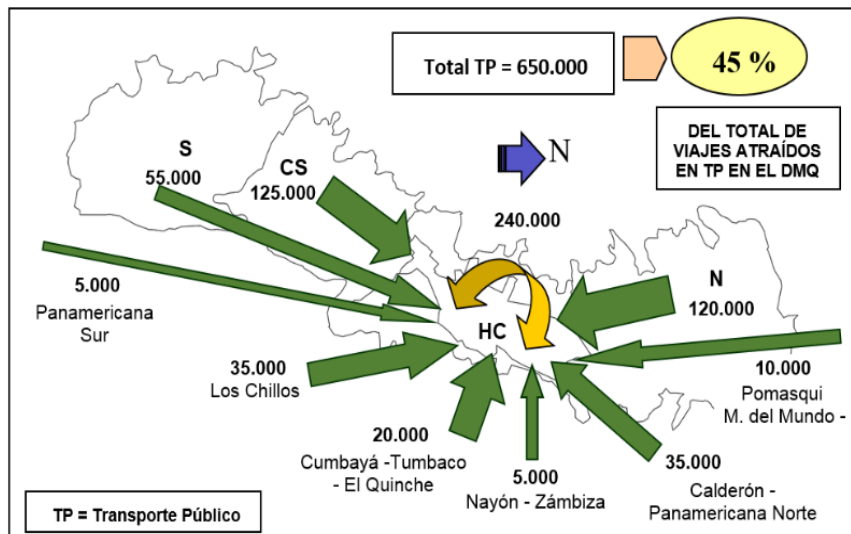 Total TP = 650.000
45 %
DEL TOTAL DE
VIAJES ATRAÍDOS
EN TP EN EL DMQ
N
S
55.000
CS
125.000
240.000
5.000
Panamericana
Sur
HC
N
120.000
35.000
Los Chillos
10.000
Pomasqui
M. del Mundo -
20.000
Cumbayá -Tumbaco
- El Quinche
5.000
Nayón - Zámbiza
35.000
Calderón -
Panamericana Norte
TP = Transporte Público